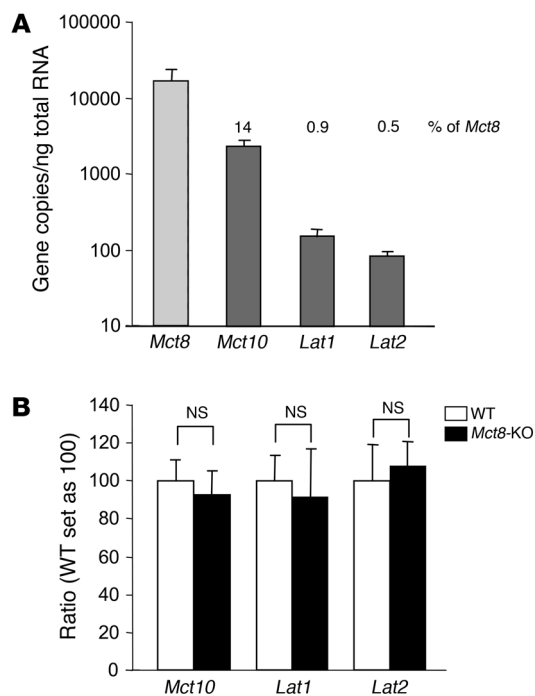 A
Gene copies/ng total RNA
100000
10000
1000
100
10
14 0.9 0.5 % of Mct8
Mct8 Mct10 Lat1 Lat2
B
Ratio (WT set as 100)
140
120
100
80
60
40
20
0
NS NS NS
WT
Mct8-KO
Mct10 Lat1 Lat2